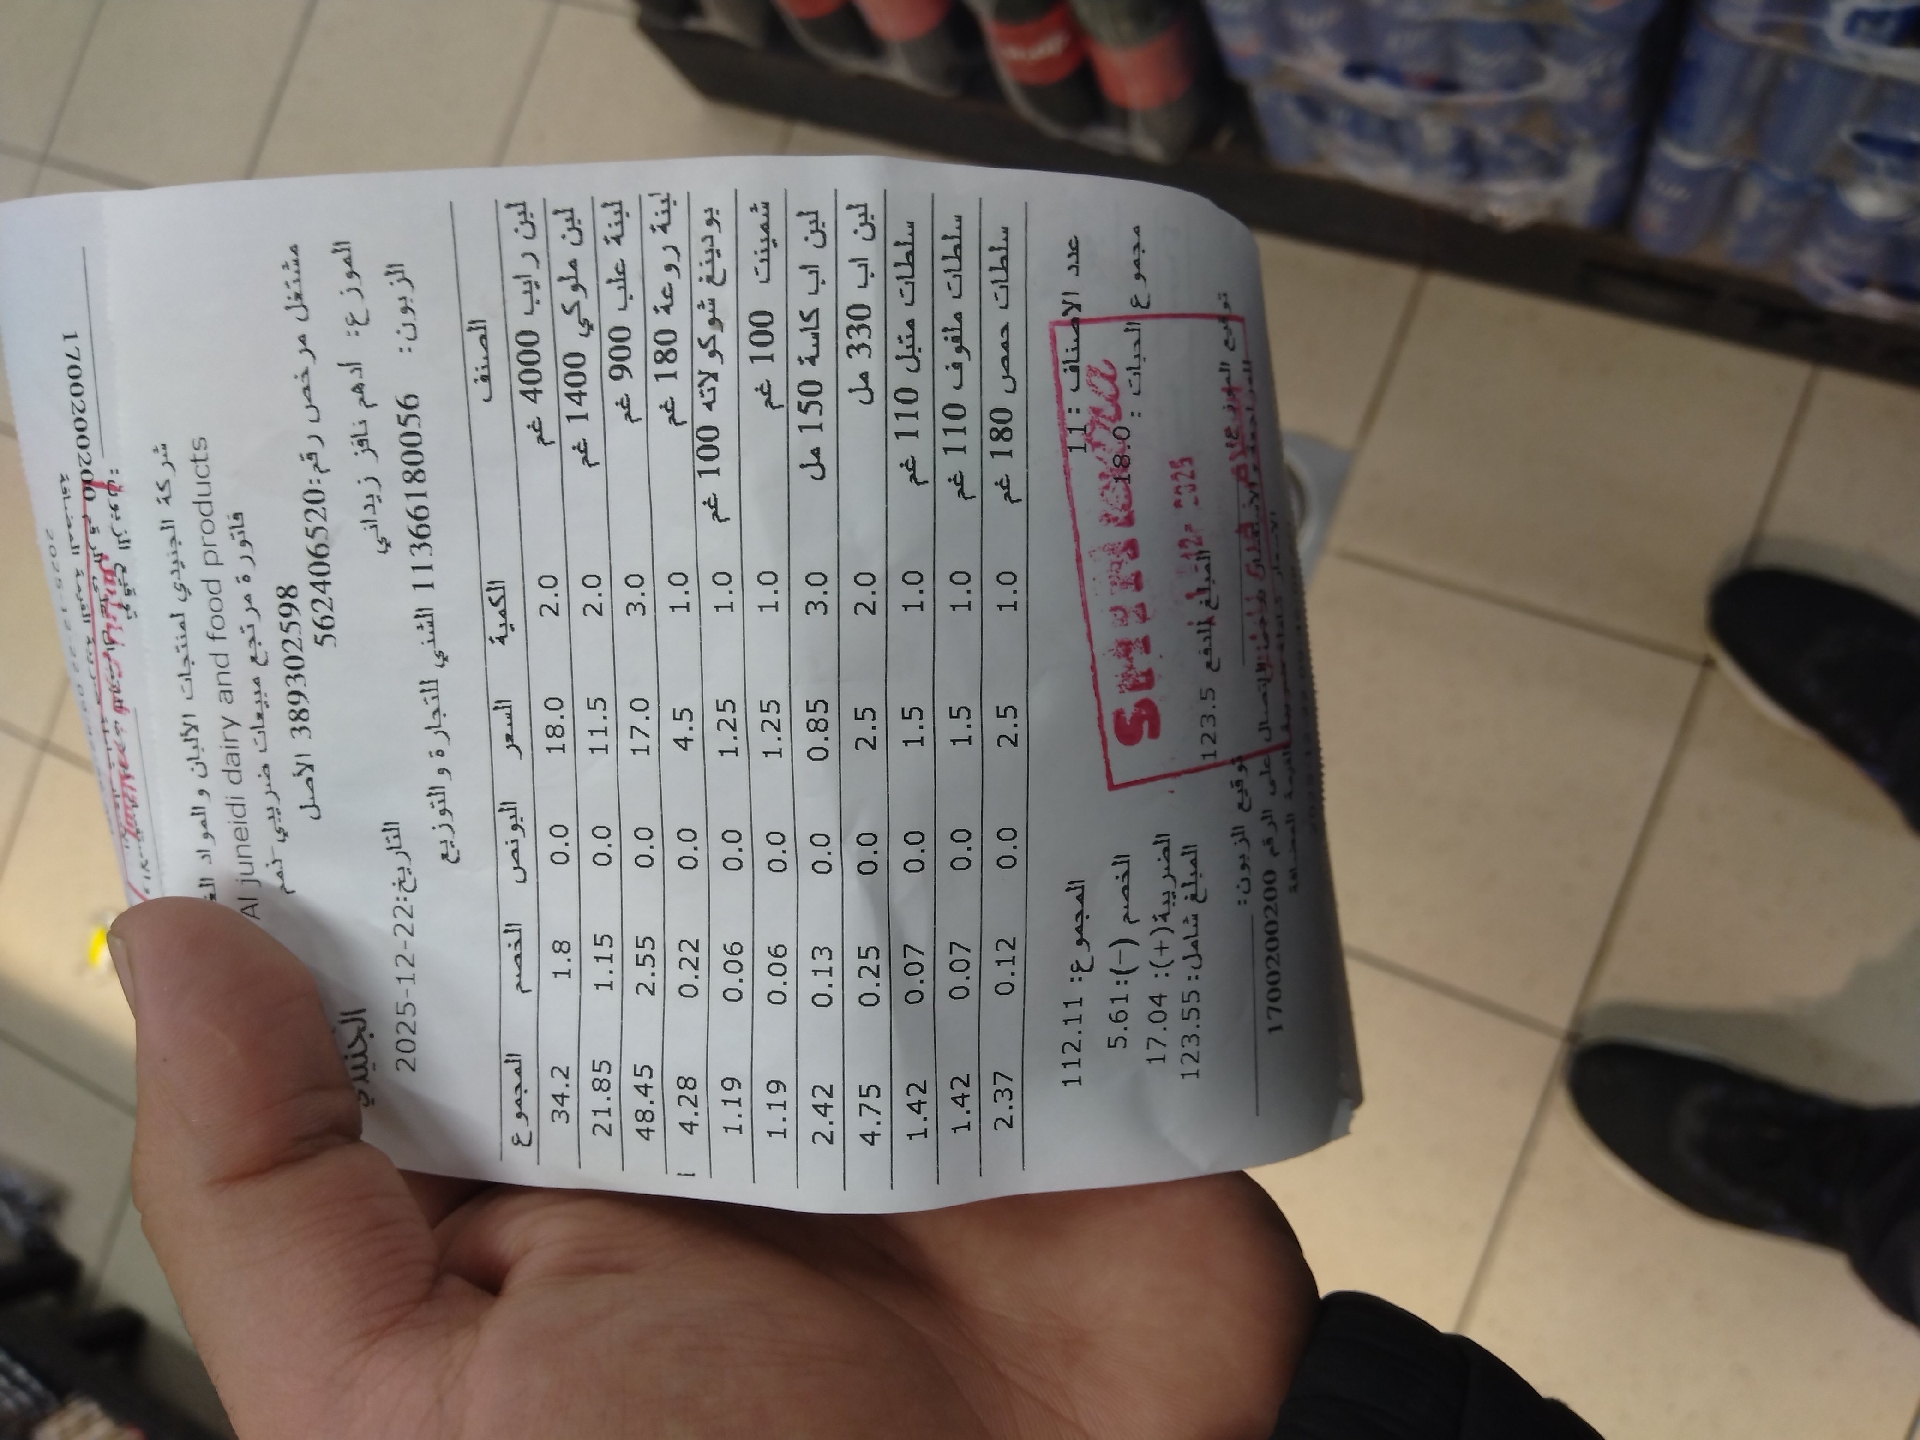 1700200200
شركة الجنيدي لمنتجات الألبان و المواد
Al juneidi dairy and food products
فاتورة مرتجع مبيعات ضريبي-نعم
389302598 الأصل
مشتغل مرخص رقم:562406520
الموزع: أدهم نافز زيداني
الجنيدي
التاريخ:2025-12-22
الزبون: 11366180056 الشني للتجارة و التوزيع
الصنف الكمية السعر البونص الخصم المجموع
لبن رايب 4000 غم 2.0 18.0 0.0 1.8 34.2
لبن ملوكي 1400 غم 2.0 11.5 0.0 1.15 21.85
لبنة علب 900 غم 3.0 17.0 0.0 2.55 48.45
لبنة روعة 180 غم 1.0 4.5 0.0 0.22 4.28
بودينغ شوكولاته 100 غم 1.0 1.25 0.0 0.06 1.19
شمينت 100 غم 1.0 1.25 0.0 0.06 1.19
لبن اب كاسة 150 مل 3.0 0.85 0.0 0.13 2.42
لبن اب 330 مل 2.0 2.5 0.0 0.25 4.75
سلطات متبل 110 غم 1.0 1.5 0.0 0.07 1.42
سلطات ملفوف 110 غم 1.0 1.5 0.0 0.07 1.42
سلطات حمص 180 غم 1.0 2.5 0.0 0.12 2.37
عدد الاصناف : 11 المجموع: 112.11
مجموع الحبات : 18.0 الخصم (-):5.61
الضريبة(+): 17.04
المبلغ للدفع 123.5 المبلغ شامل:123.55
2025
توقيع الزبون:
على الرقم 1700200200